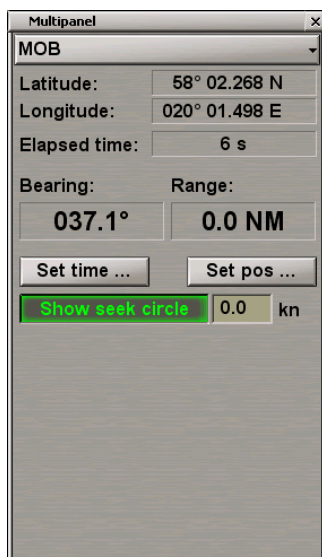 Multipanel x
MOB
Latitude: 58° 02.268 N
Longitude: 020° 01.498 E
Elapsed time: 6 s
Bearing: Range:
037.1° 0.0 NM
Set time ... Set pos ...
Show seek circle 0.0 kn